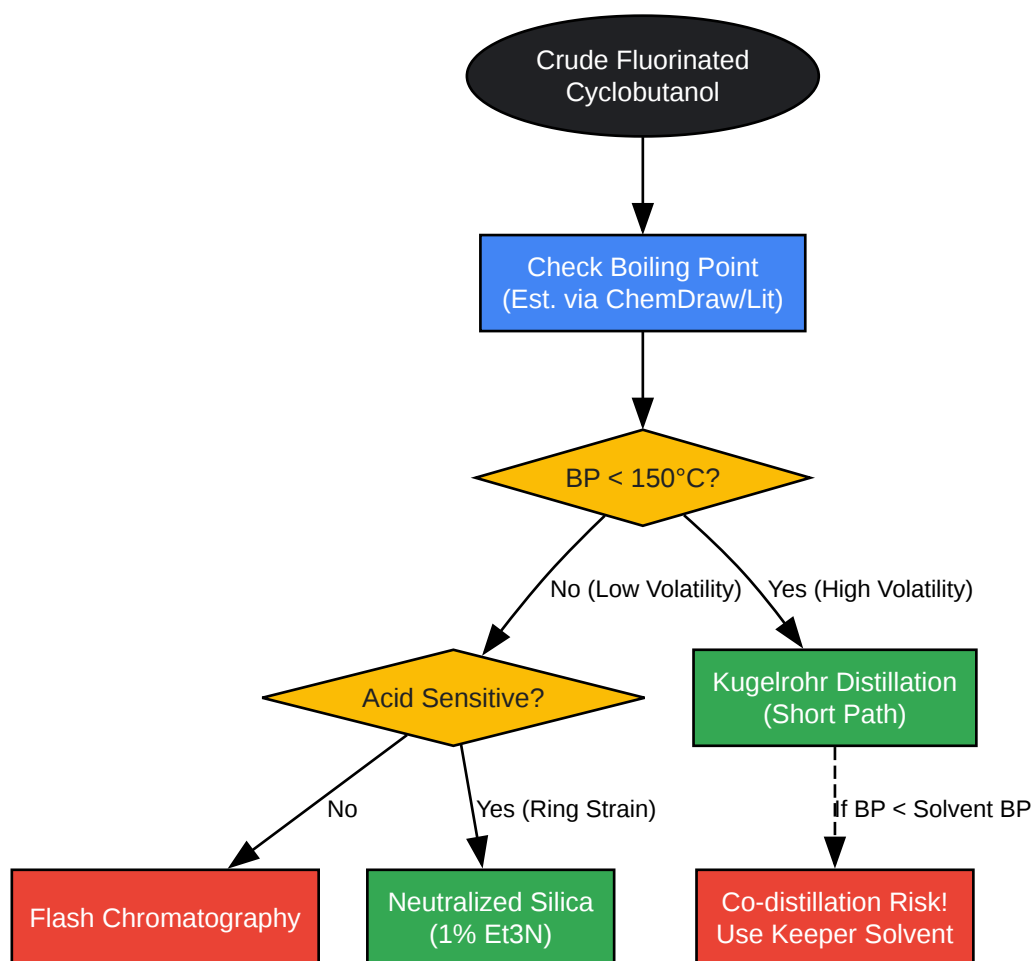 Crude Fluorinated
Cyclobutanol
Check Boiling Point
(Est. via ChemDraw/Lit)
BP < 150°C?
No (Low Volatility)
Yes (High Volatility)
Acid Sensitive?
Kugelrohr Distillation
(Short Path)
No
Yes (Ring Strain)
If BP < Solvent BP
Flash Chromatography
Neutralized Silica
(1% Et3N)
Co-distillation Risk!
Use Keeper Solvent